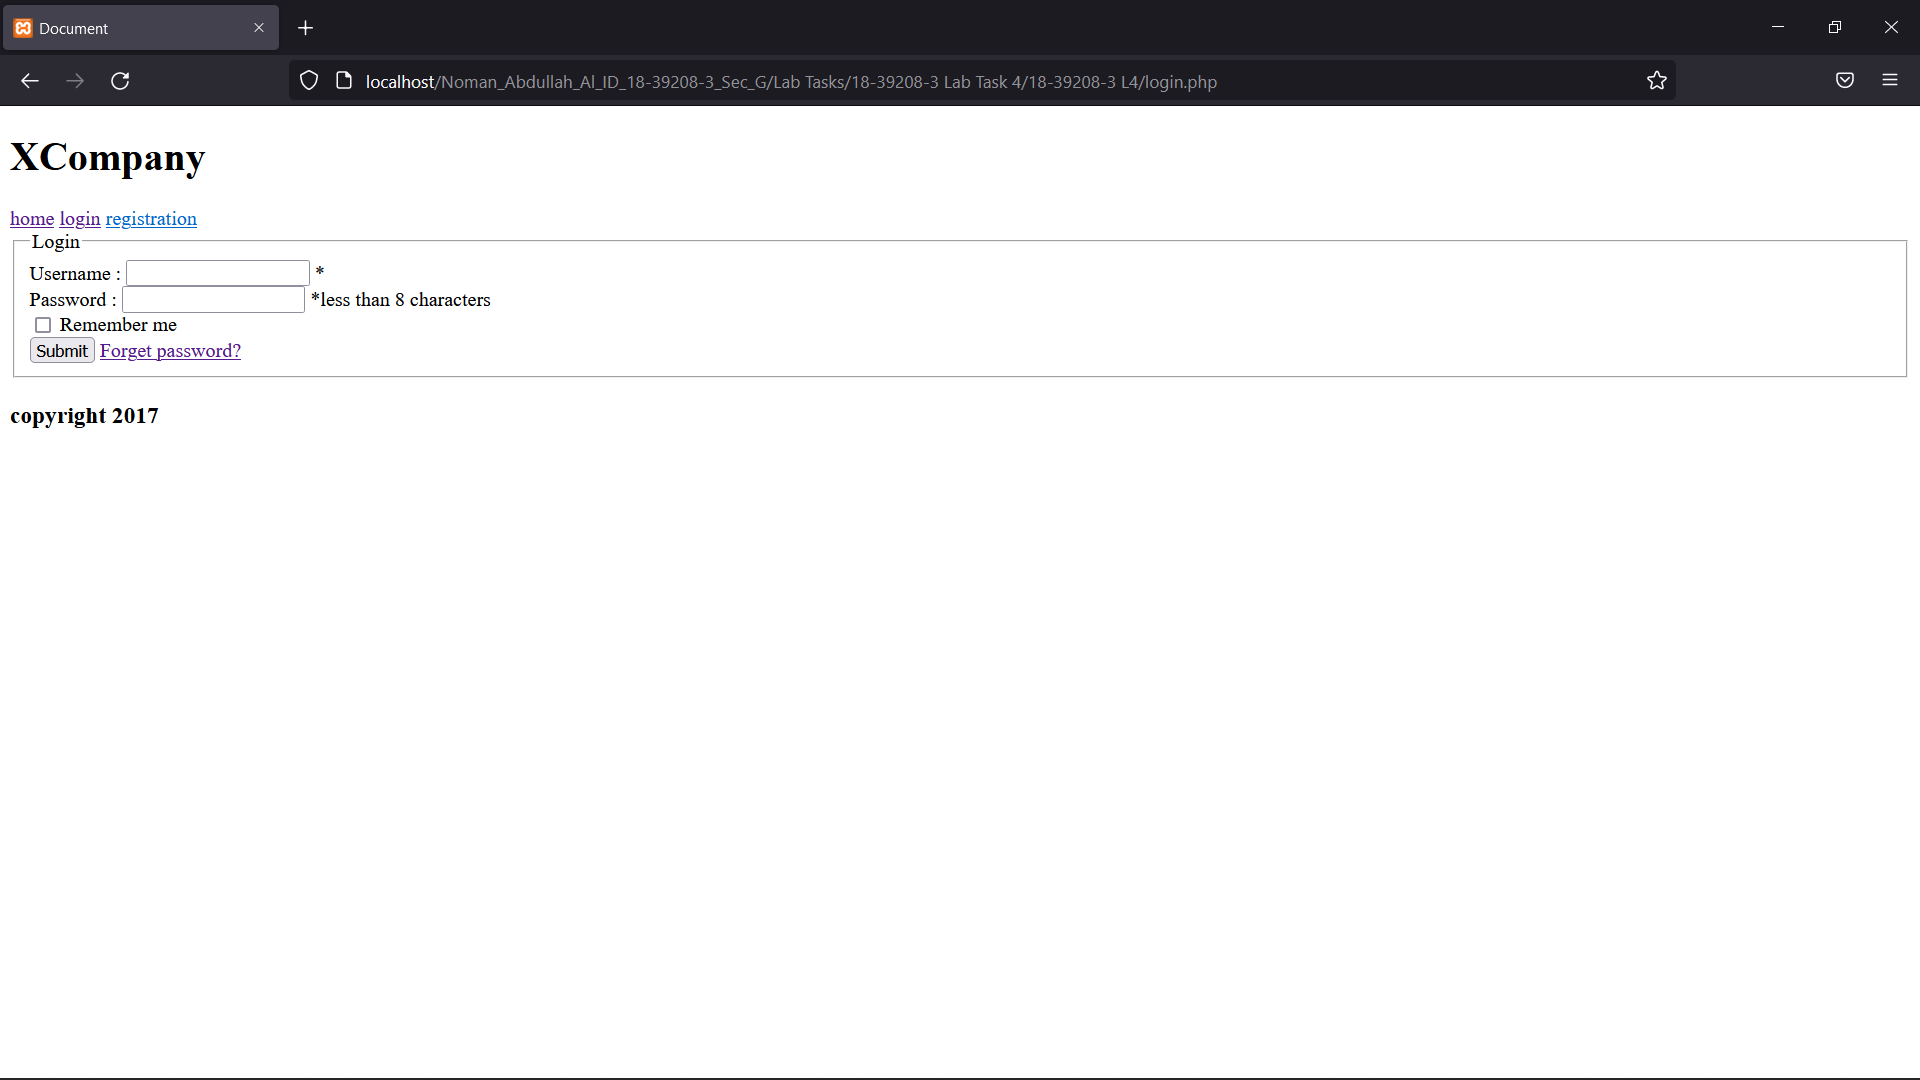 Document
localhost/Noman_Abdullah_Al_ID_18-39208-3_Sec_G/Lab Tasks/18-39208-3 Lab Task 4/18-39208-3 L4/login.php
XCompany
home login registration
Login
Username : *
Password : *less than 8 characters
Remember me
Submit Forget password?
copyright 2017